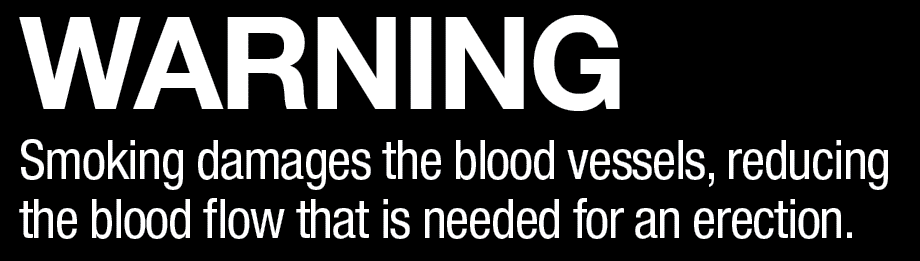 WARNING
Smoking damages the blood vessels, reducing
the blood flow that is needed for an erection.